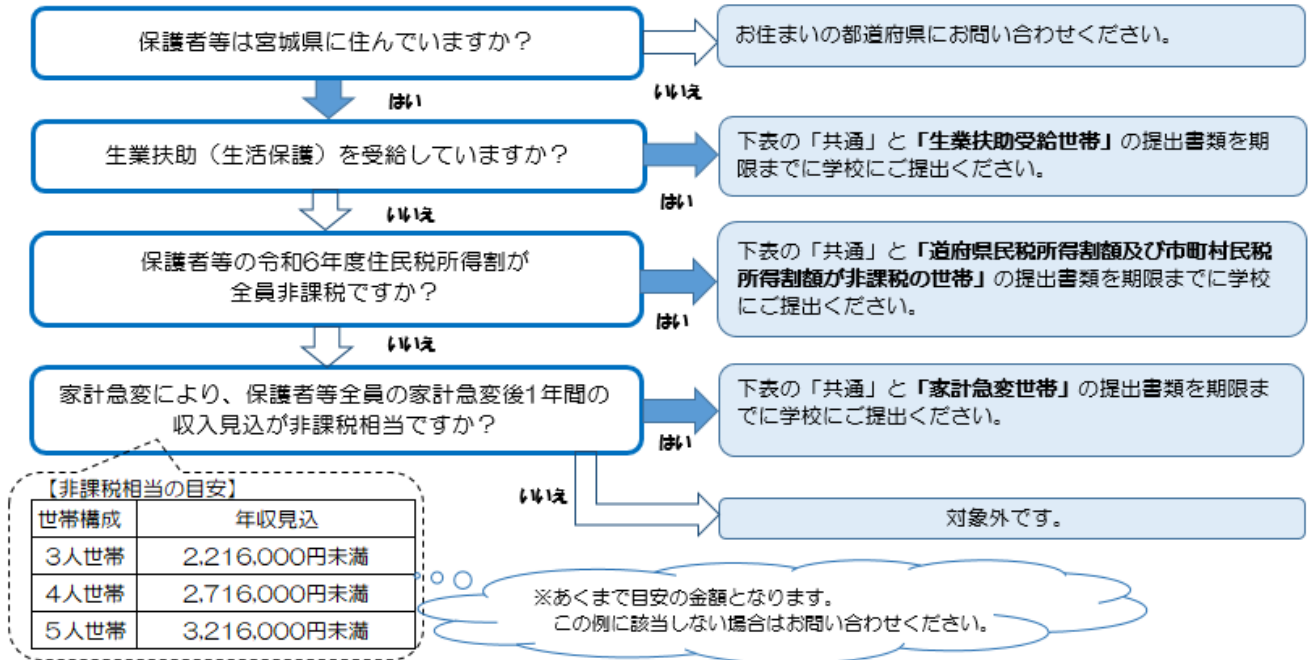 保護者等は宮城県に住んでいますか？
お住まいの都道府県にお問い合わせください。
はい
いいえ
生業扶助（生活保護）を受給していますか？
下表の「共通」と「生業扶助受給世帯」の提出書類を期
限までに学校にご提出ください。
はい
いいえ
保護者等の令和6年度住民税所得割が
全員非課税ですか？
下表の「共通」と「道府県民税所得割額及び市町村民税
所得割額が非課税の世帯」の提出書類を期限までに学校
にご提出ください。
はい
いいえ
家計急変により、保護者等全員の家計急変後1年間の
収入見込が非課税相当ですか？
下表の「共通」と「家計急変世帯」の提出書類を期限ま
でに学校にご提出ください。
はい
いいえ
対象外です。
【非課税相当の目安】
世帯構成 年収見込
3人世帯 2,216,000円未満
4人世帯 2,716,000円未満
5人世帯 3,216,000円未満
※あくまで目安の金額となります。
この例に該当しない場合はお問い合わせください。